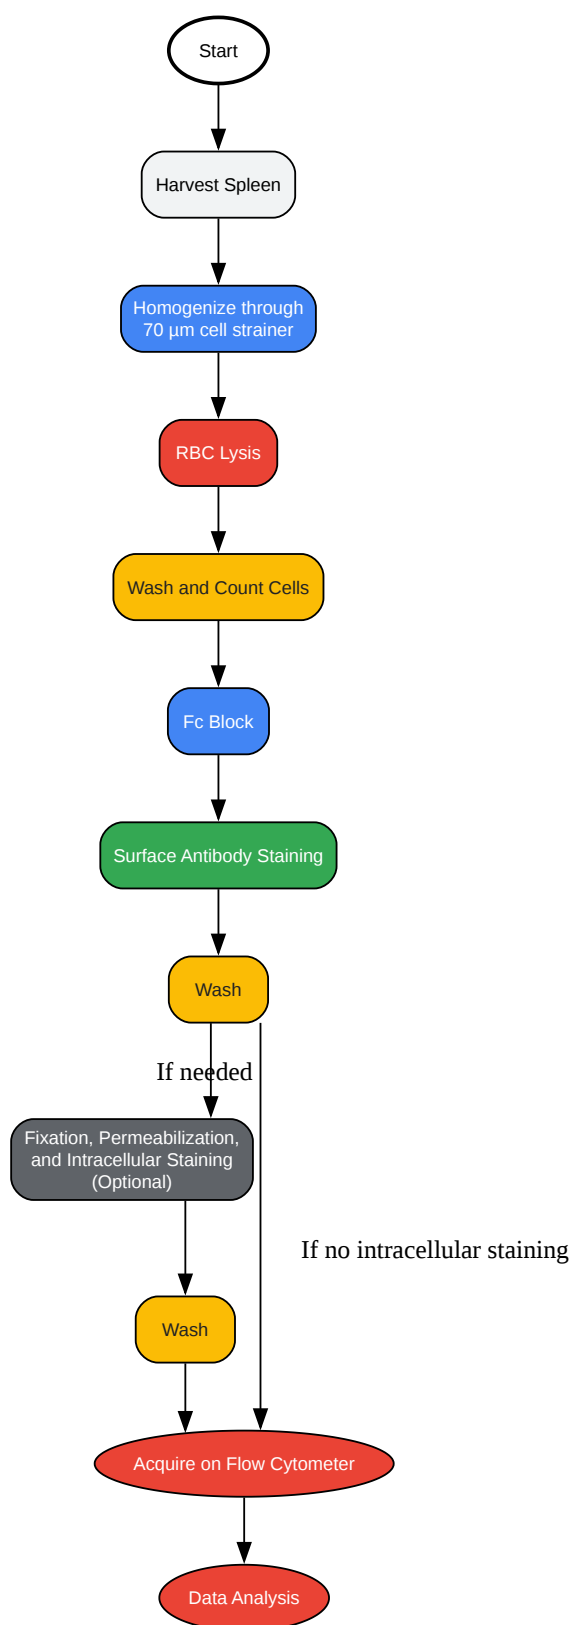 Start
Harvest Spleen
Homogenize through
70 µm cell strainer
RBC Lysis
Wash and Count Cells
Fc Block
Surface Antibody Staining
Wash
If needed
Fixation, Permeabilization,
and Intracellular Staining
(Optional)
If no intracellular staining
Wash
Acquire on Flow Cytometer
Data Analysis